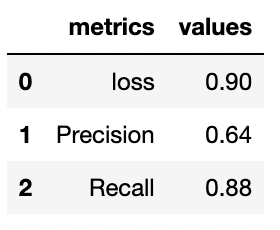 metrics values
0 loss 0.90
1 Precision 0.64
2 Recall 0.88